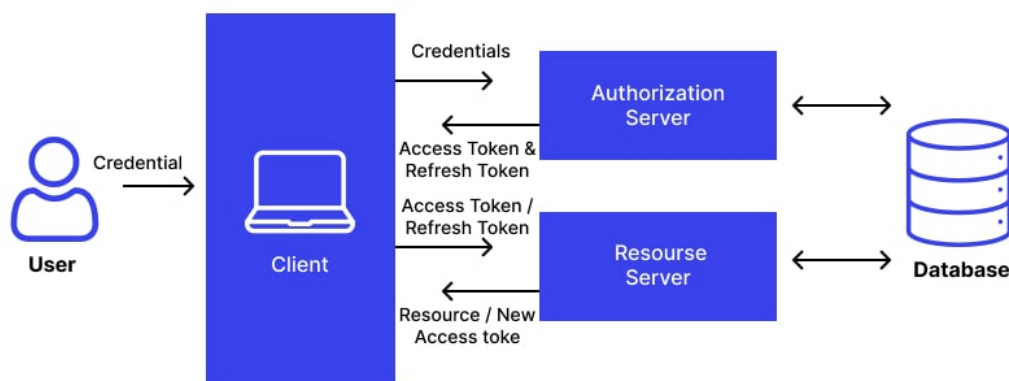 Credential
User
Client
Credentials
Access Token &
Refresh Token
Access Token /
Refresh Token
Resource / New
Access toke
Authorization
Server
Resourse
Server
Database